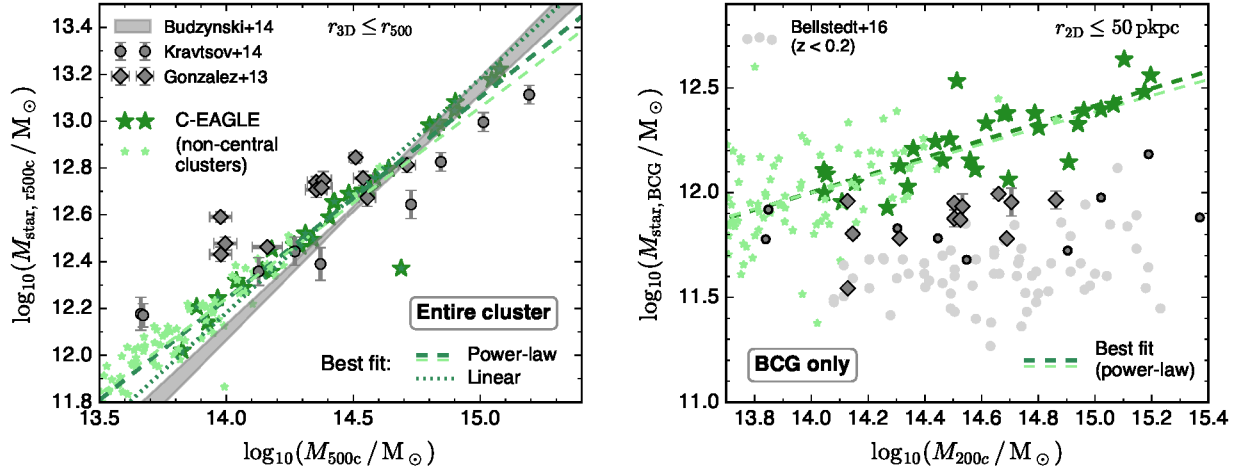 13.4
13.2
13.0
12.8
12.6
12.4
12.2
12.0
11.8
log₁₀(M_star, r500c / M_⊙)
Budzynski+14
Kravtsov+14
Gonzalez+13
C-EAGLE
(non-central
clusters)
r_3D ≤ r_500
Entire cluster
Best fit:
Power-law
Linear
13.5 14.0 14.5 15.0
log₁₀(M_500c / M_⊙)
12.5
12.0
11.5
11.0
log₁₀(M_star, BCG / M_⊙)
Bellstedt+16
(z < 0.2)
r_2D ≤ 50 pkpc
BCG only
Best fit
(power-law)
13.8 14.0 14.2 14.4 14.6 14.8 15.0 15.2 15.4
log₁₀(M_200c / M_⊙)